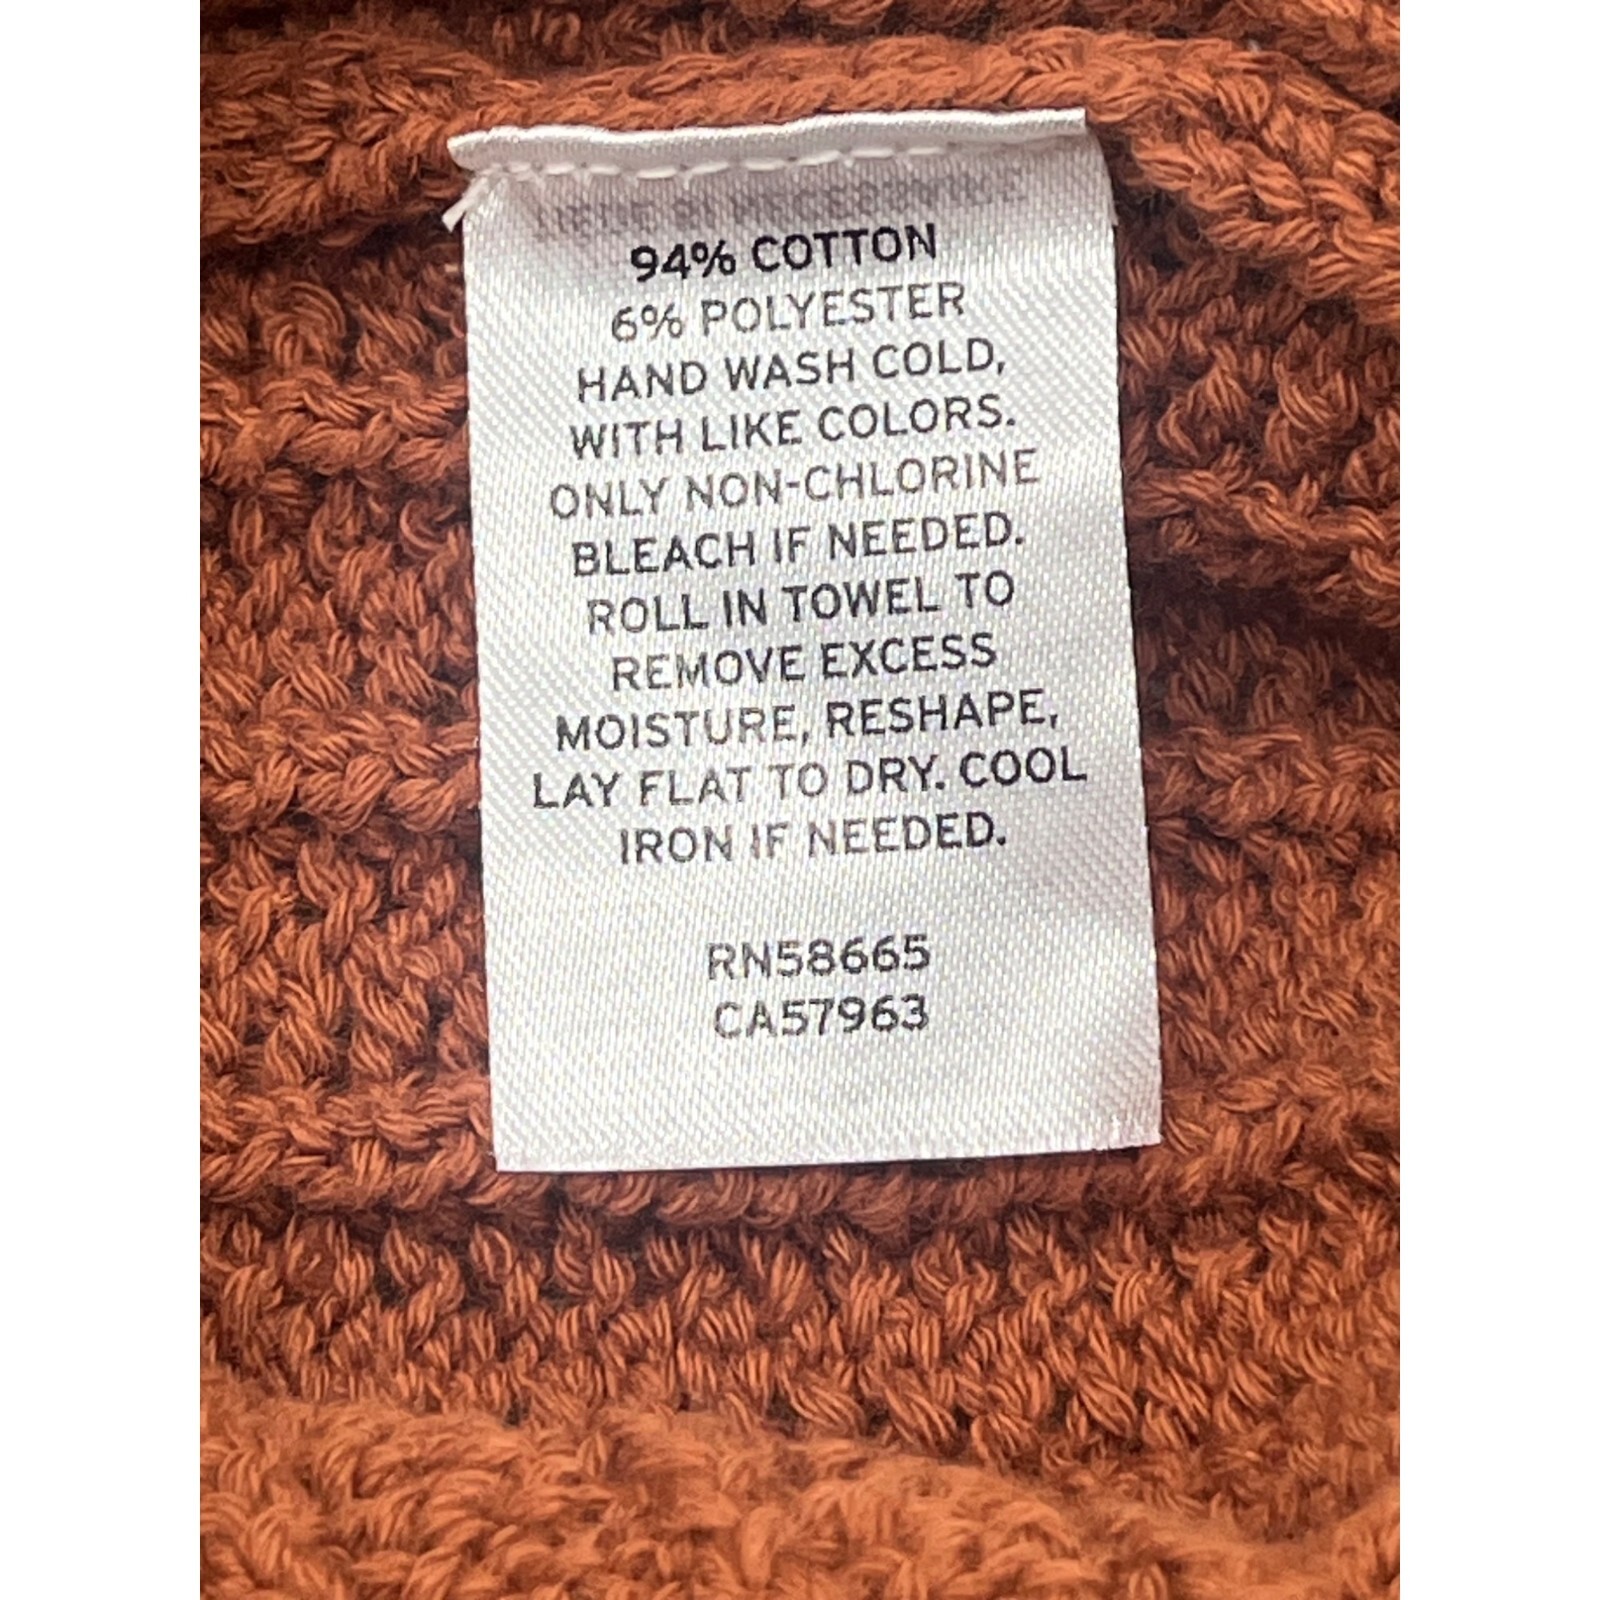 94% COTTON
6% POLYESTER
HAND WASH COLD,
WITH LIKE COLORS.
ONLY NON-CHLORINE
BLEACH IF NEEDED.
ROLL IN TOWEL TO
REMOVE EXCESS
MOISTURE, RESHAPE,
LAY FLAT TO DRY. COOL
IRON IF NEEDED.
RN58665
CA57963